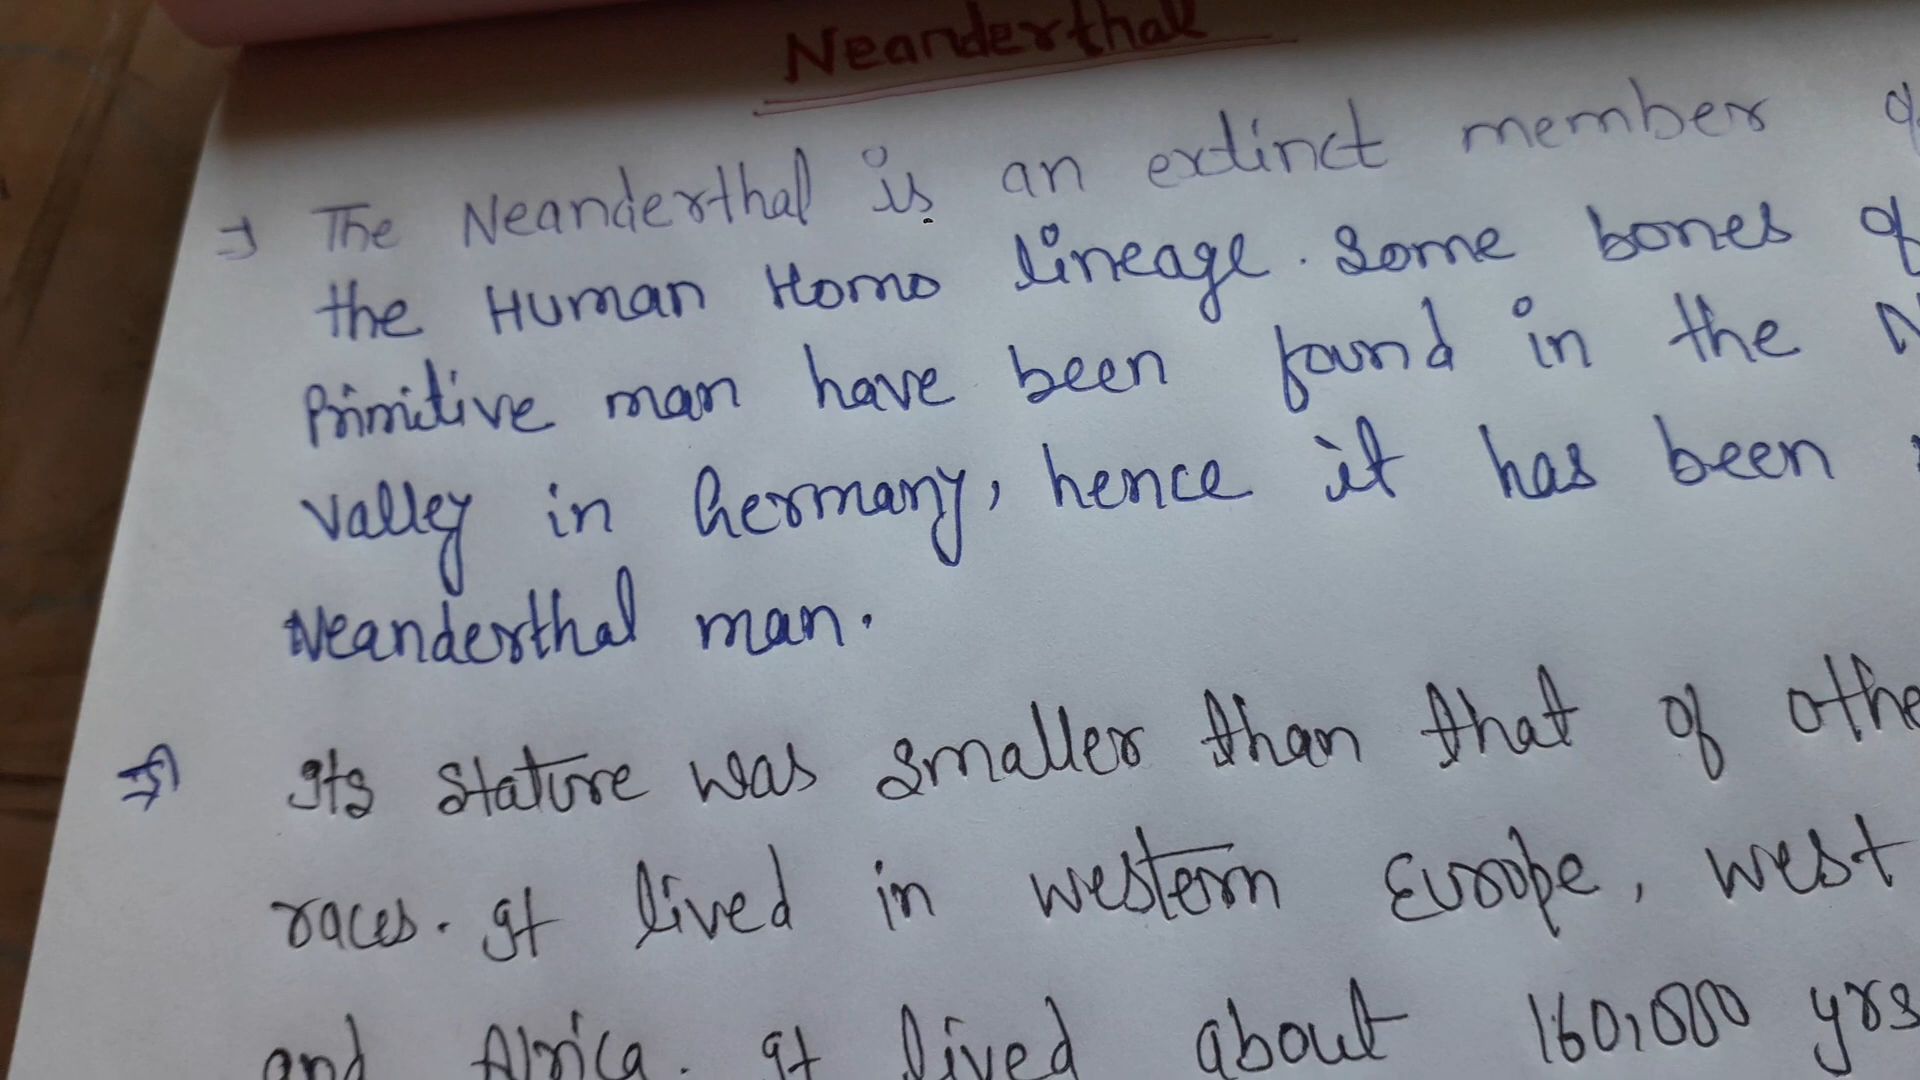 Neanderthal
⇒ The Neanderthal is an extinct member of
the Human Homo lineage. Some bones of
Primitive man have been found in the
valley in Germany, hence it has been
Neanderthal man.
⇒ Its stature was smaller than that of
races. It lived in western Europe, west
and Africa. It lived about 160,000 yrs